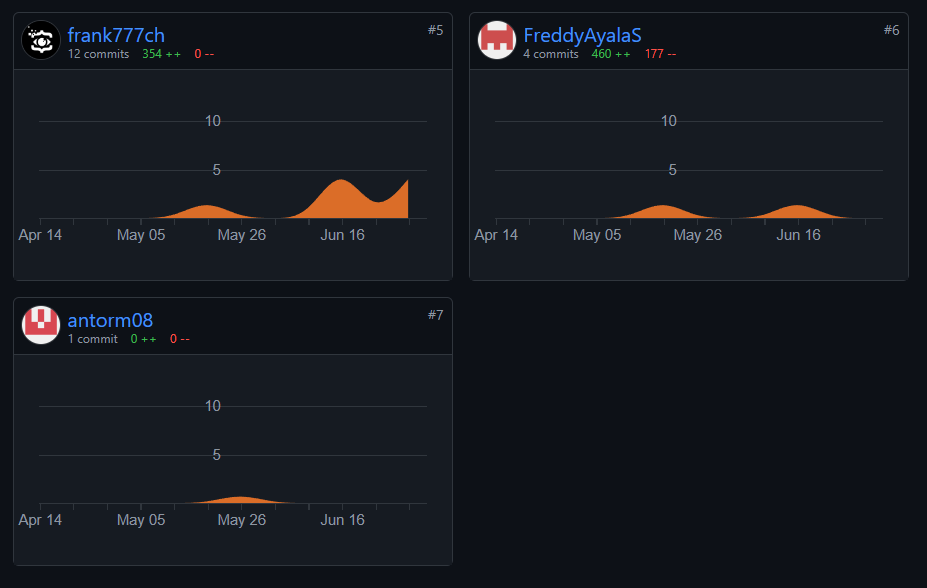 frank777ch #5
12 commits 354 ++ 0 --
10
5
Apr 14 May 05 May 26 Jun 16
FreddyAyalaS #6
4 commits 460 ++ 177 --
10
5
Apr 14 May 05 May 26 Jun 16
antorm08 #7
1 commit 0 ++ 0 --
10
5
Apr 14 May 05 May 26 Jun 16